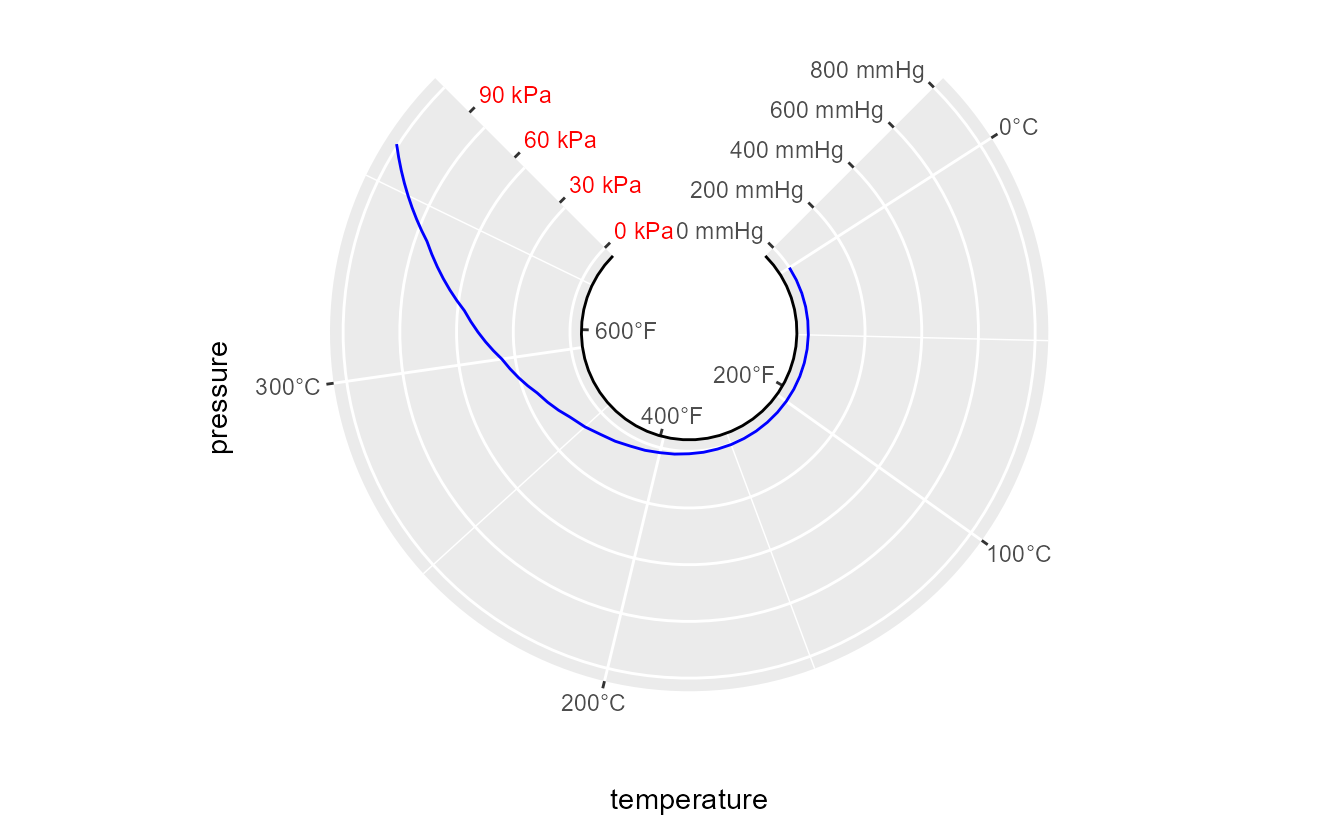 800 mmHg
90 kPa
600 mmHg
0°C
60 kPa
400 mmHg
30 kPa
200 mmHg
0 kPa
0 mmHg
600°F
200°F
300°C
400°F
pressure
100°C
200°C
temperature